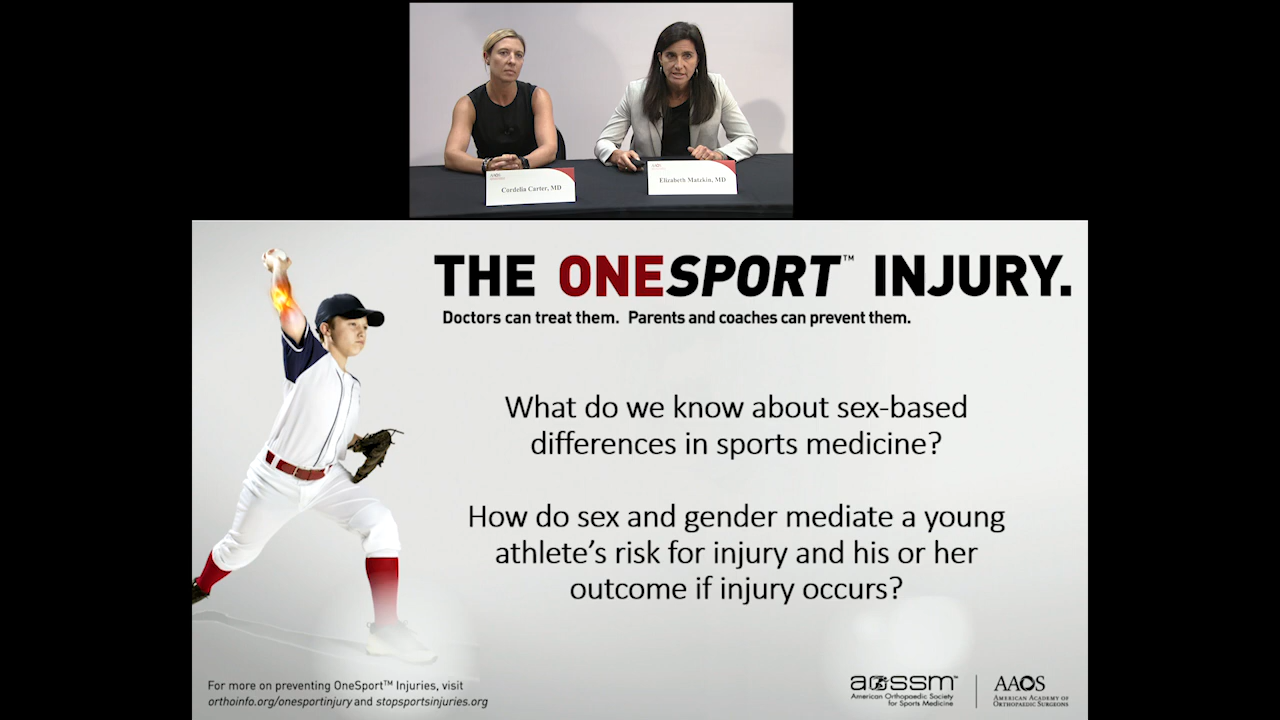 AAOS
Cordelia Carter, MD
AAOS
Elizabeth Matzkin, MD
THE ONESPORT™ INJURY.
Doctors can treat them. Parents and coaches can prevent them.
What do we know about sex-based
differences in sports medicine?
How do sex and gender mediate a young
athlete's risk for injury and his or her
outcome if injury occurs?
For more on preventing OneSport™ Injuries, visit
orthoinfo.org/onesportinjury and stopsportsinjuries.org
aossm™
American Orthopaedic Society
for Sports Medicine
AAOS
AMERICAN ACADEMY OF
ORTHOPAEDIC SURGEONS